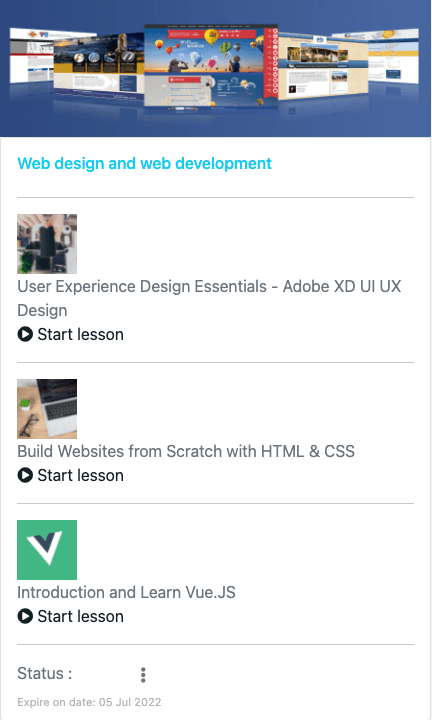 Web design and web development
User Experience Design Essentials - Adobe XD UI UX
Design
Start lesson
Build Websites from Scratch with HTML & CSS
Start lesson
Introduction and Learn Vue.JS
Start lesson
Status :
Expire on date: 05 Jul 2022